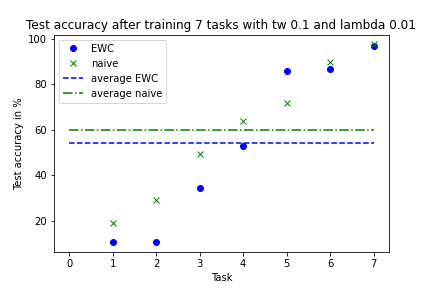 Test accuracy after training 7 tasks with tw 0.1 and lambda 0.01
EWC
naive
average EWC
average naive
Test accuracy in %
100
80
60
40
20
0 1 2 3 4 5 6 7
Task